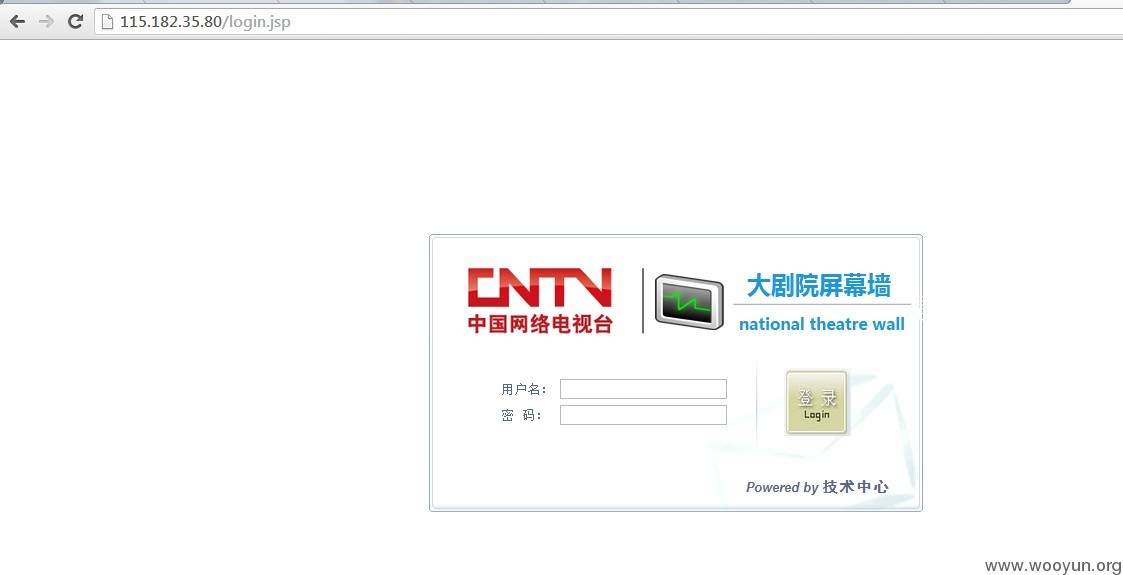 115.182.35.80/login.jsp
CNTV
中国网络电视台
大剧院屏幕墙
national theatre wall
用户名：
密 码：
登 录
Login
Powered by 技术中心
www.wooyun.org